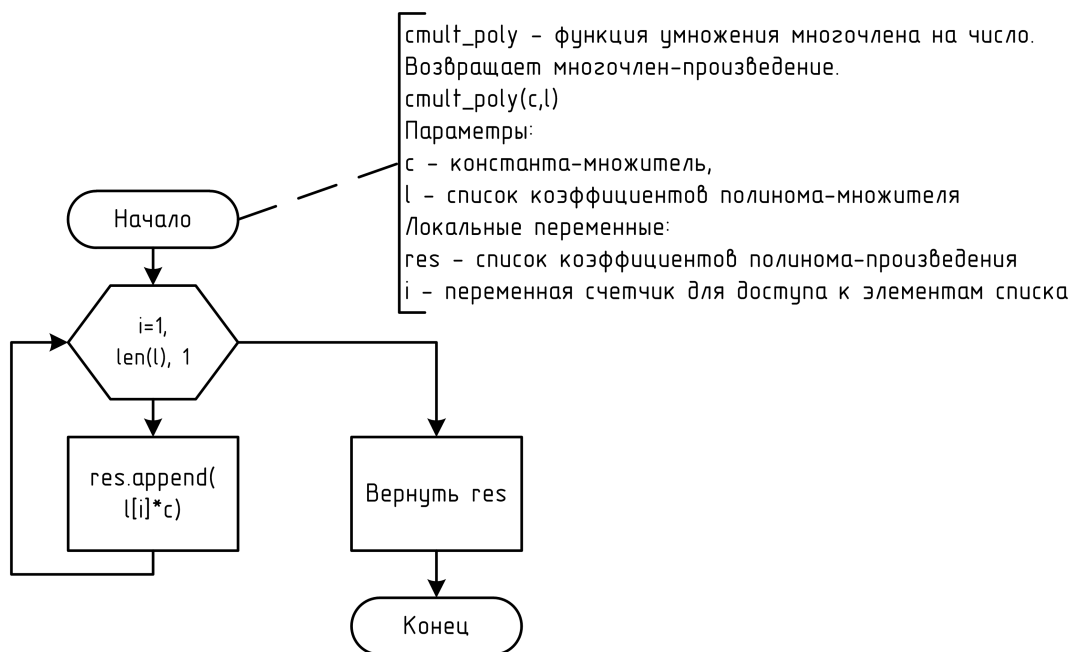 cmult_poly – функция умножения многочлена на число.
Возвращает многочлен-произведение.
cmult_poly(c,l)
Параметры:
c – константа-множитель,
l – список коэффициентов полинома-множителя
Локальные переменные:
res – список коэффициентов полинома-произведения
i – переменная счетчик для доступа к элементам списка
Начало
i=1,
len(l), 1
res.append(
l[i]*c)
Вернуть res
Конец